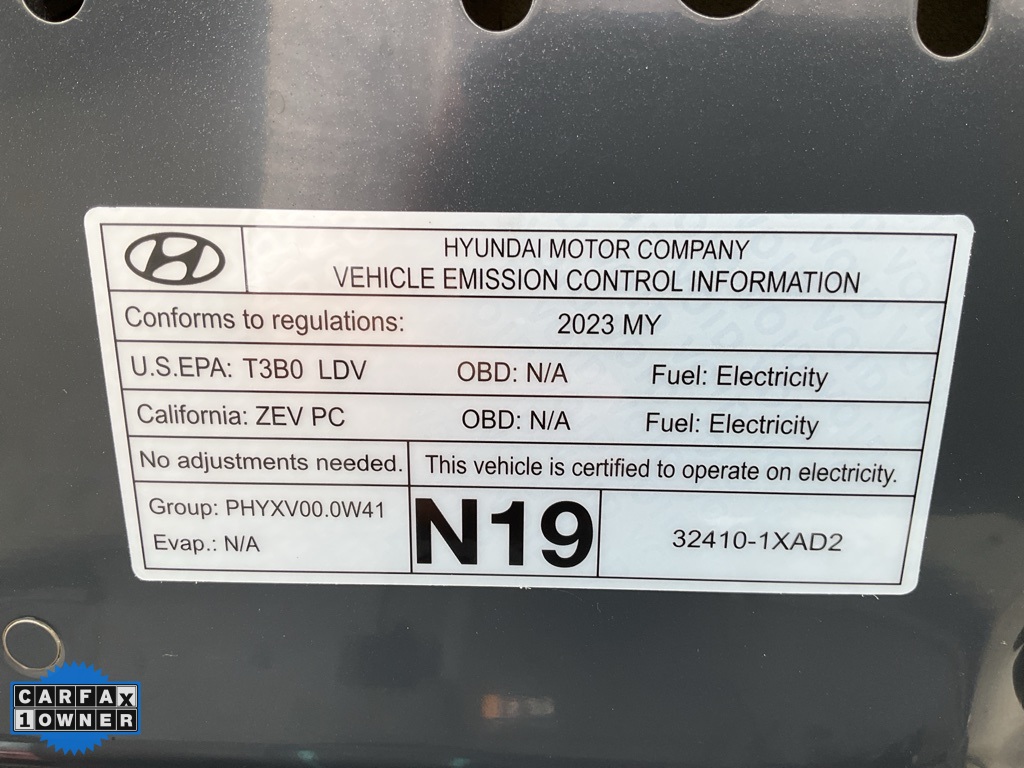 HYUNDAI MOTOR COMPANY
VEHICLE EMISSION CONTROL INFORMATION
Conforms to regulations: 2023 MY
U.S.EPA: T3B0 LDV OBD: N/A Fuel: Electricity
California: ZEV PC OBD: N/A Fuel: Electricity
No adjustments needed. This vehicle is certified to operate on electricity.
Group: PHYXV00.0W41
Evap.: N/A
N19
32410-1XAD2
CARFAX
1 OWNER